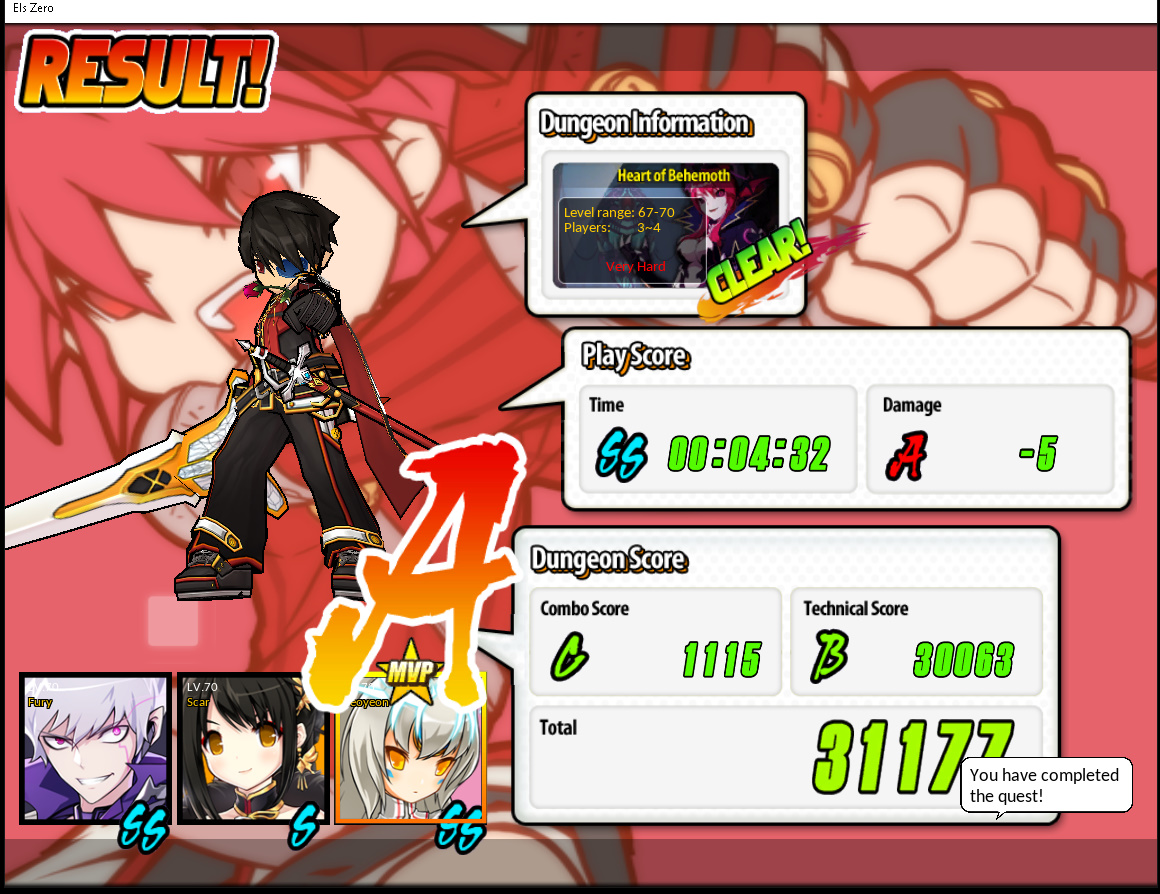 Els Zero
RESULT!
Dungeon Information
Heart of Behemoth
Level range: 67-70
Players: 3~4
Very Hard
CLEAR!
Play Score
Time
SS 00:04:32
Damage
A -5
A
Dungeon Score
Combo Score
C 1115
Technical Score
B 30063
Total
31177
You have completed
the quest!
MVP
Fury
SS
LV.70
Scar
S
SS